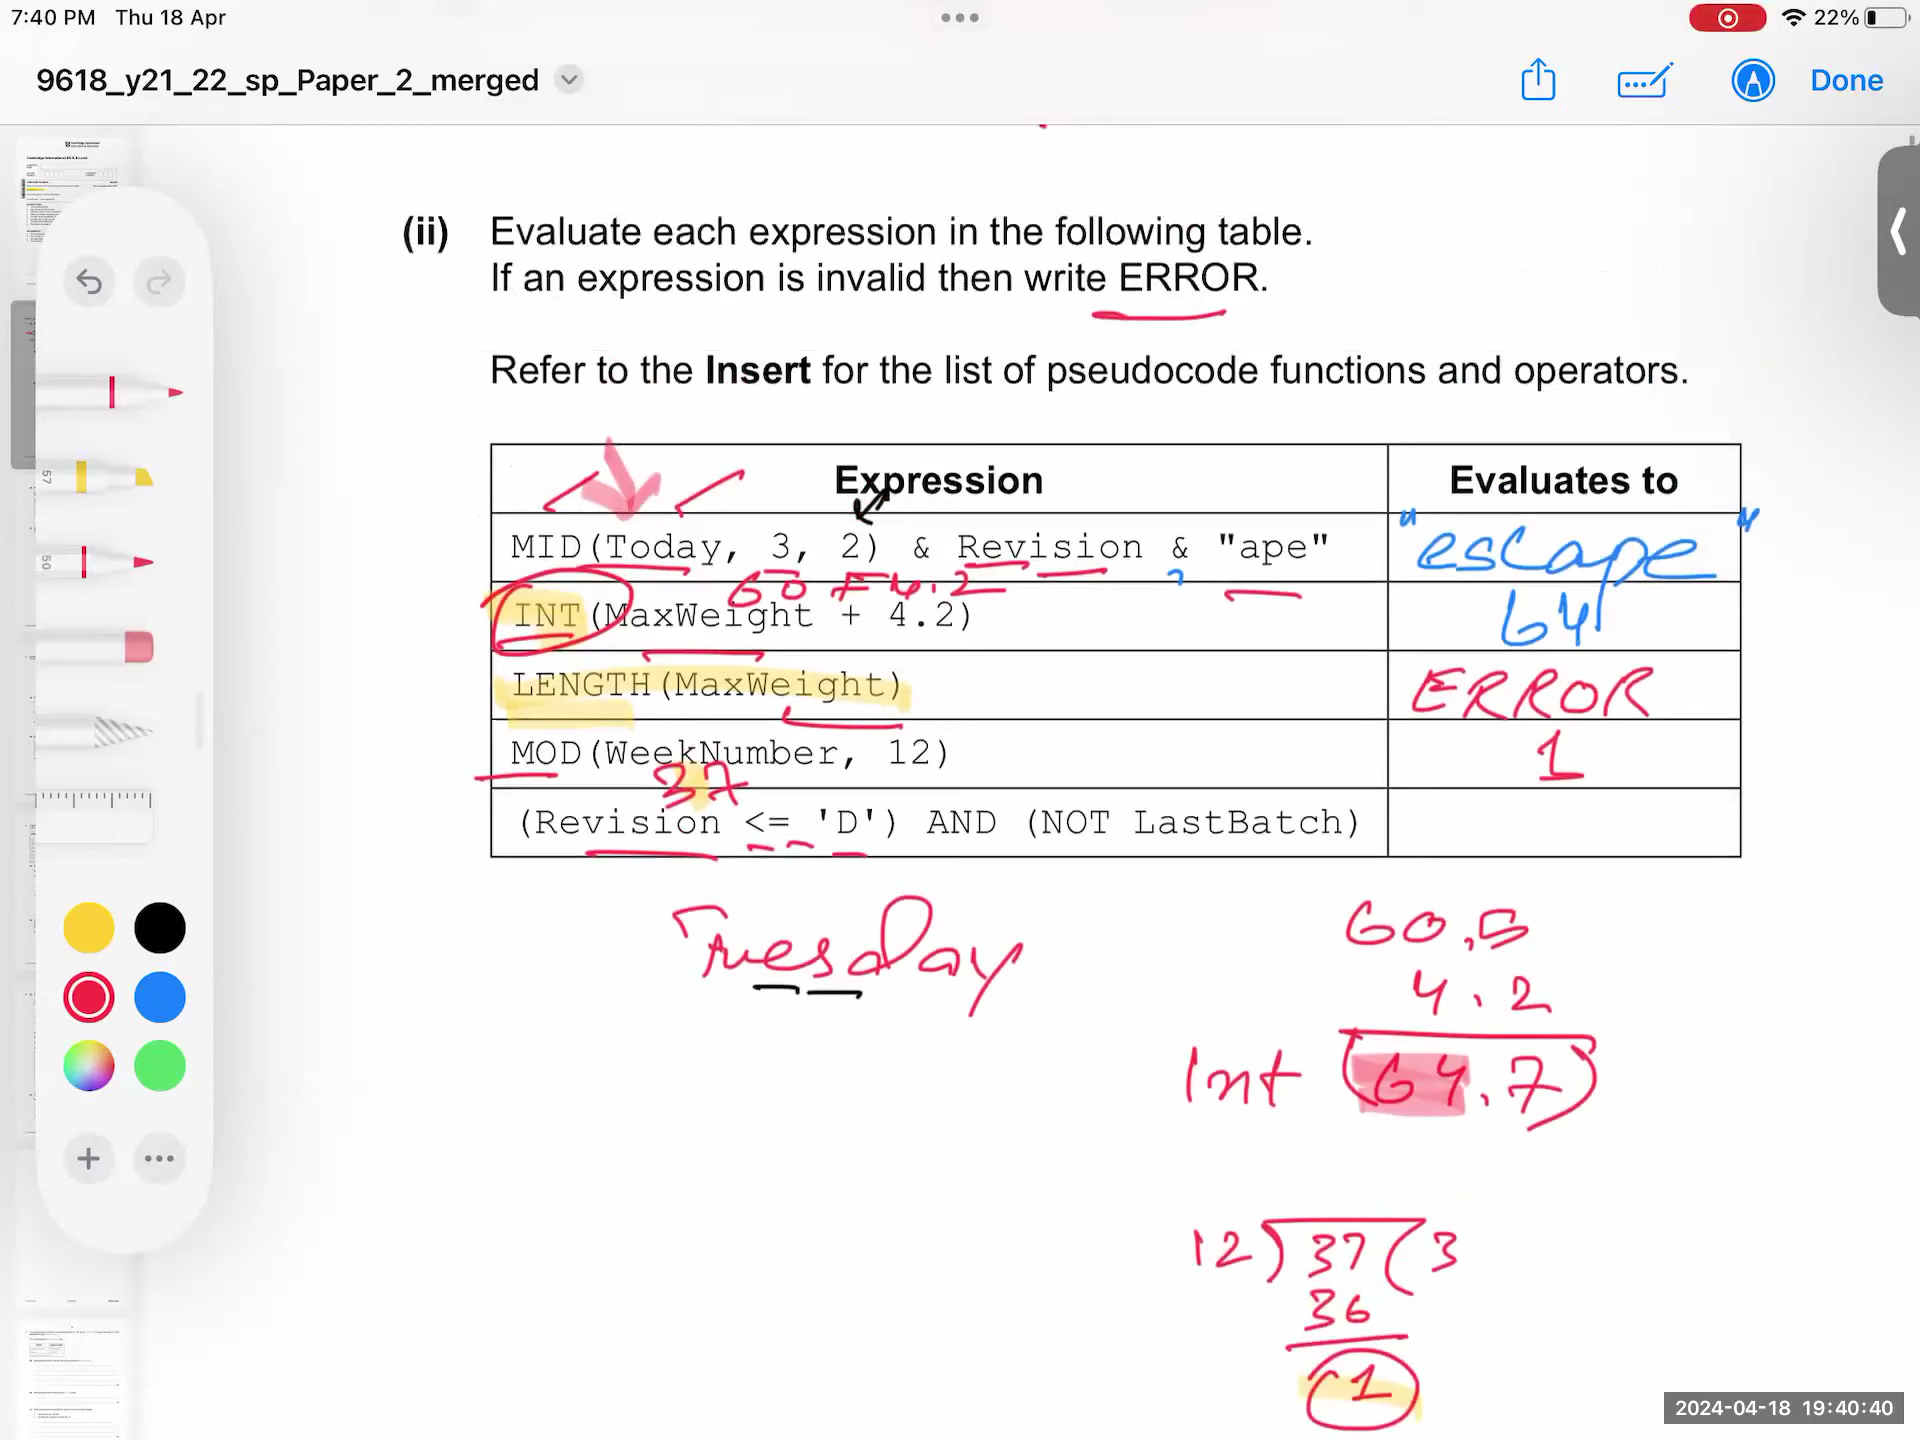 7:40 PM Thu 18 Apr
22%
9618_y21_22_sp_Paper_2_merged
Done
(ii) Evaluate each expression in the following table.
If an expression is invalid then write ERROR.
Refer to the Insert for the list of pseudocode functions and operators.
Expression Evaluates to
MID(Today, 3, 2) & Revision & "ape" "escape"
60 + 4.2
INT(MaxWeight + 4.2) 64
LENGTH(MaxWeight) ERROR
MOD(WeekNumber, 12) 1
37
(Revision <= 'D') AND (NOT LastBatch)
Tuesday
60.5
4.2
Int (64.7)
12) 37 (3
36
1
57
50
2024-04-18 19:40:40